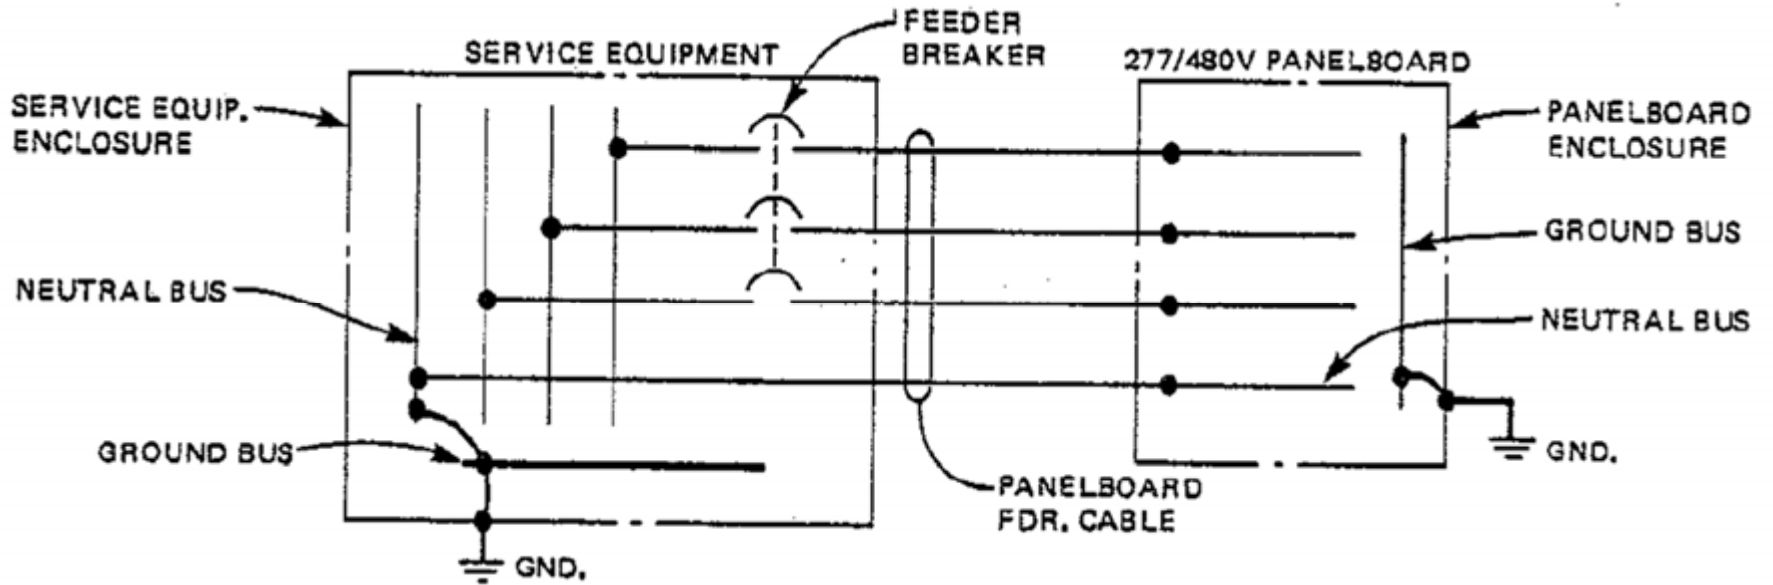 FEEDER
BREAKER
SERVICE EQUIPMENT
277/480V PANELBOARD
SERVICE EQUIP.
ENCLOSURE
PANELBOARD
ENCLOSURE
GROUND BUS
NEUTRAL BUS
NEUTRAL BUS
GROUND BUS
GND.
PANELBOARD
FDR. CABLE
GND.